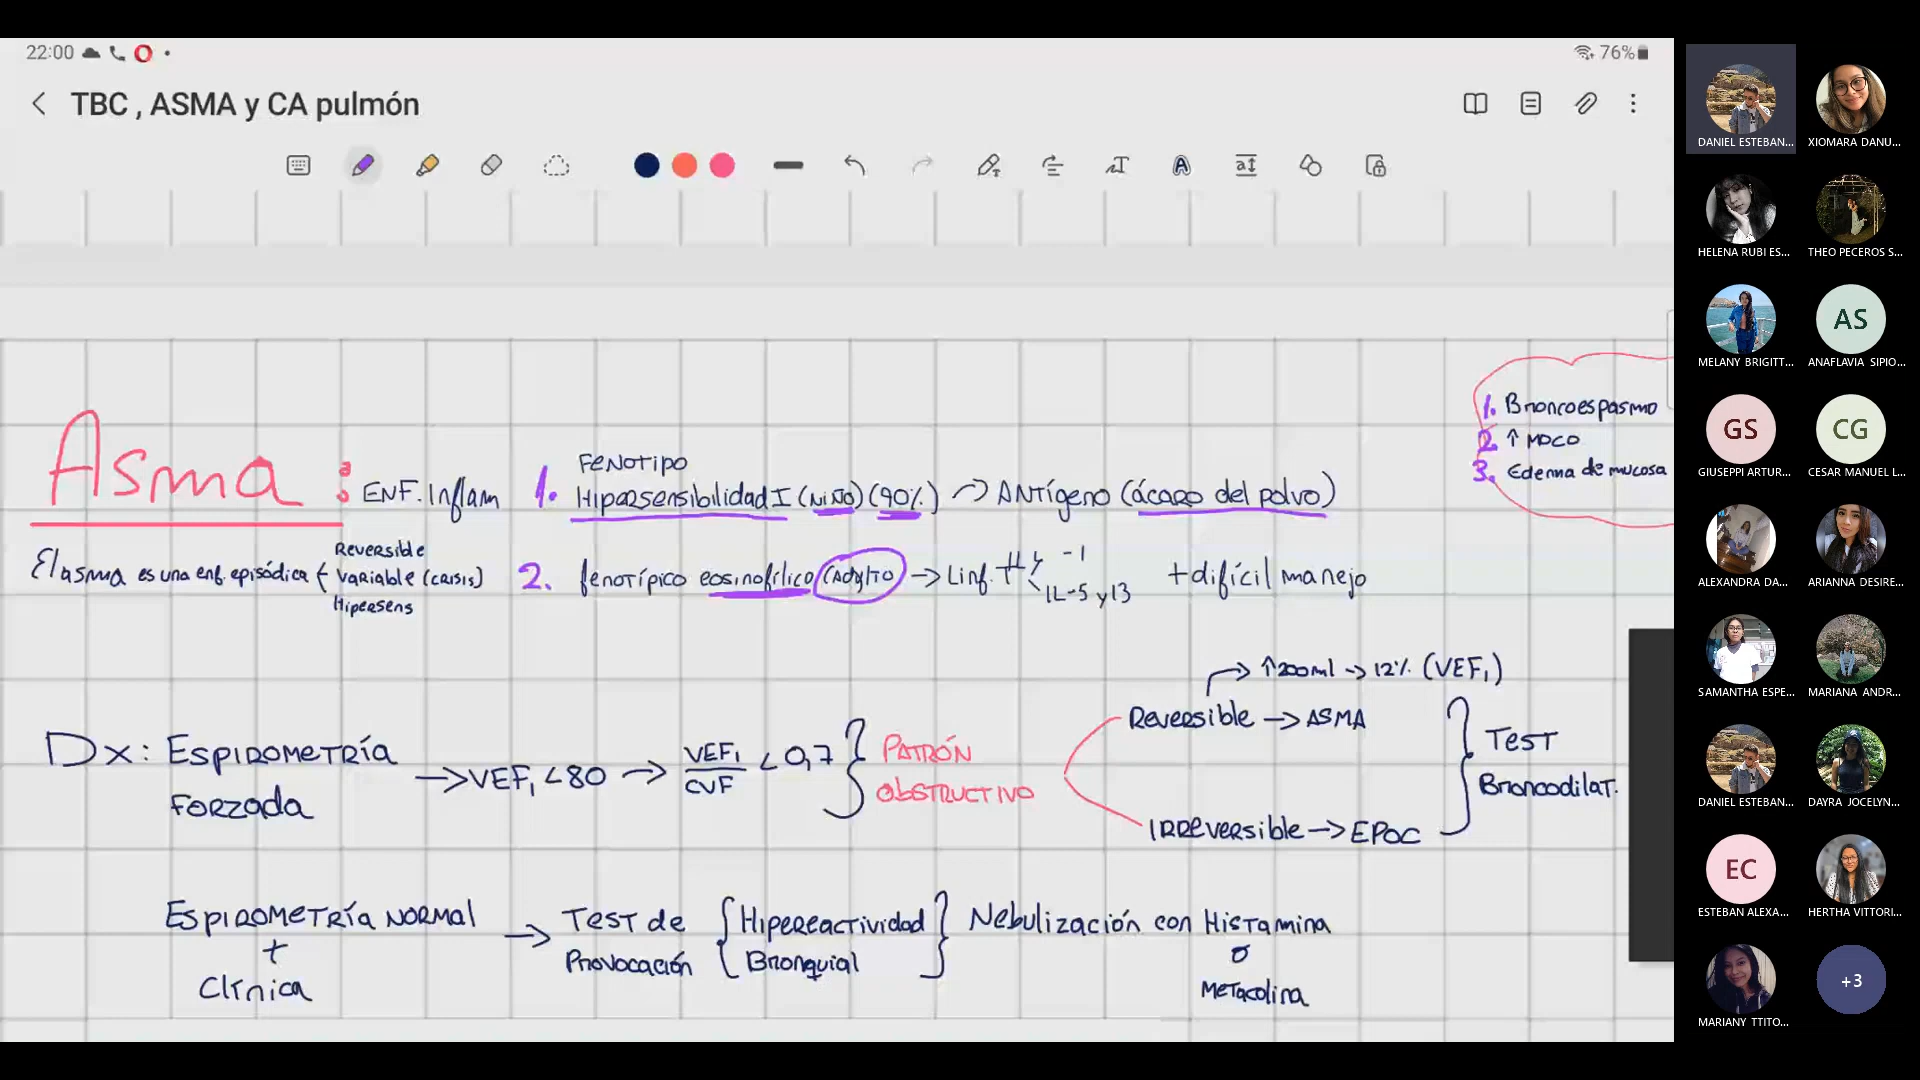 22:00
76%
TBC , ASMA y CA pulmón
Asma : ENF. Inflam
El asma es una enf. episódica
Reversible
Variable (crisis)
Hipersens
1. FENOTIPO
Hipersensibilidad I (NIÑO) (90%) → ANTÍGENO (ácaro del polvo)
2. fenotípico eosinofílico (Adulto) → Linf. TH
-1
IL-5 y 13
+ difícil manejo
1. Broncoespasmo
2. ↑ MOCO
3. Edema de mucosa
Dx: ESPIROMETRÍA
FORZADA
→ VEF1 < 80 → VEF1
CVF
< 0,7
PATRÓN
OBSTRUCTIVO
↑ 200ml → 12% (VEF1)
Reversible → ASMA
IRReversible → EPOC
TEST
Broncodilat.
ESPIROMETRÍA NORMAL
+
Clínica
→ TEST de
Provocación
Hipereactividad
Bronquial
Nebulización con Histamina
o
Metacolina
DANIEL ESTEBAN...
XIOMARA DANU...
HELENA RUBI ES...
THEO PECEROS S...
MELANY BRIGITT...
AS
ANAFLAVIA SIPIO...
GS
GIUSEPPI ARTUR...
CG
CESAR MANUEL L...
ALEXANDRA DA...
ARIANNA DESIRE...
SAMANTHA ESPE...
MARIANA ANDR...
DANIEL ESTEBAN...
DAYRA JOCELYN...
EC
ESTEBAN ALEXA...
HERTHA VITTORI...
MARIANY TTITO...
+3